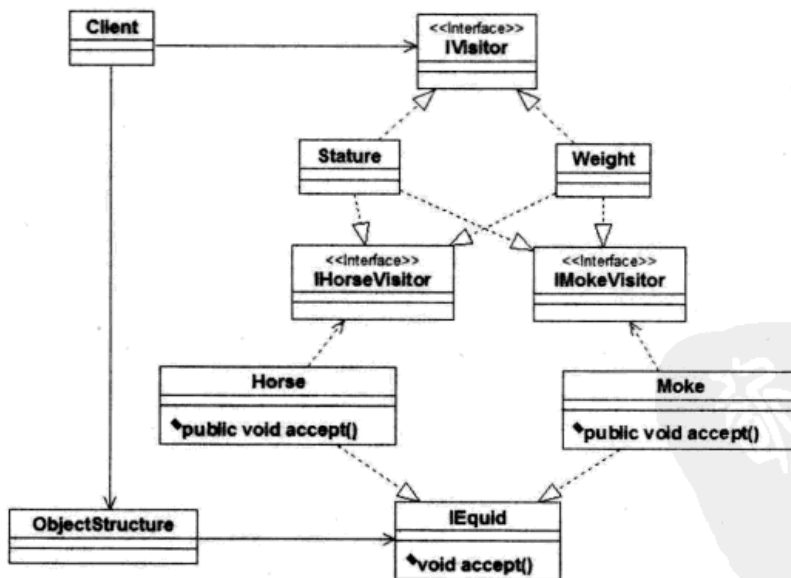 Client
<<Interface>>
IVisitor
Stature
Weight
<<Interface>>
IHorseVisitor
<<Interface>>
IMokeVisitor
Horse
public void accept()
Moke
public void accept()
ObjectStructure
IEquid
void accept()